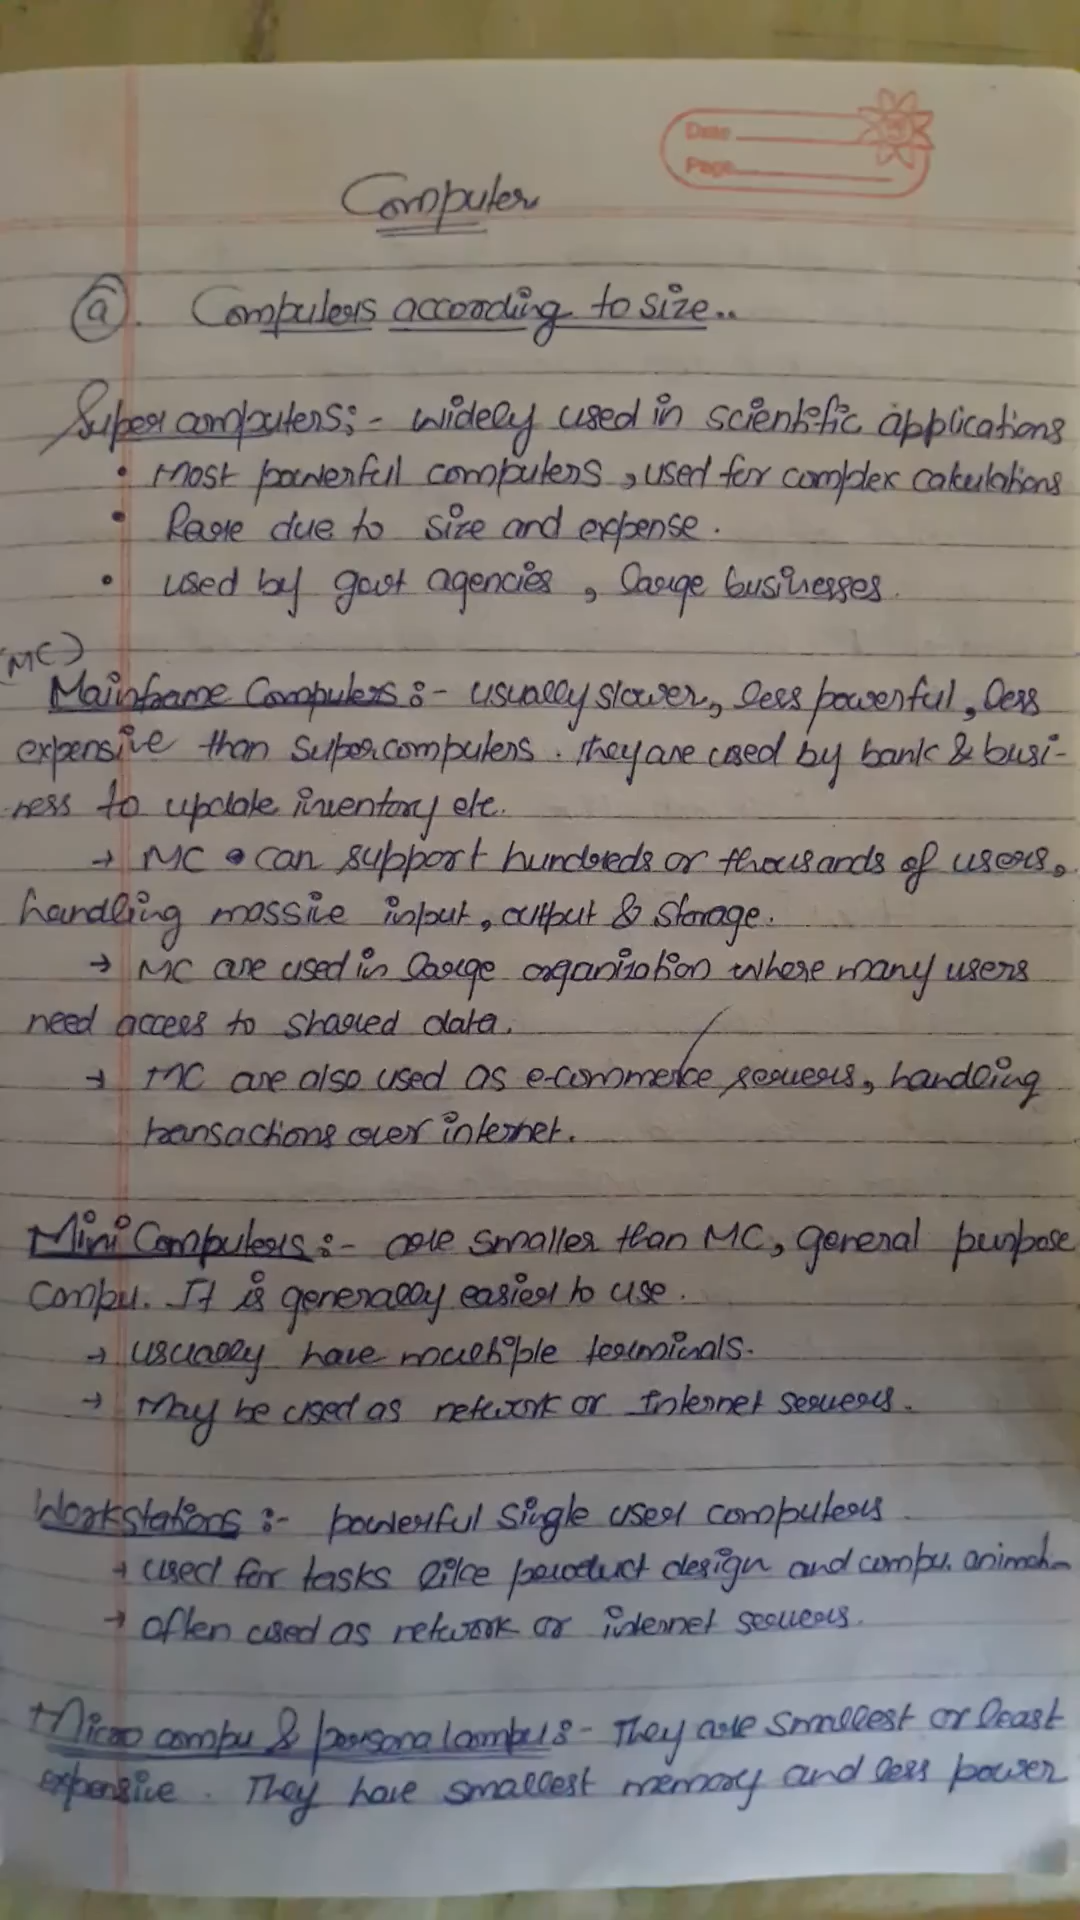 Date
Page
Computer
(a). Computers according to size..
Supercomputers:- widely used in scientific applications
• Most powerful computers, used for complex calculations
• Rare due to size and expense.
• used by govt agencies, large businesses.
(MC)
Mainframe Computers:- usually slower, less powerful, less
expensive than supercomputers. They are used by bank & busi-
ness to update inventory etc.
→ MC can support hundreds or thousands of users,
handling massive input, output & storage.
→ MC are used in large organization where many users
need access to shared data.
→ MC are also used as e-commerce servers, handling
transactions over internet.
Mini Computers:- are smaller than MC, general purpose
compu. It is generally easier to use.
→ usually have multiple terminals.
→ May be used as network or Internet servers.
Workstations:- powerful single user computers
→ used for tasks like product design and compu. animat-
→ often used as network or internet servers.
Micro compu & personal compu:- They are smallest or least
expensive. They have smallest memory and less power